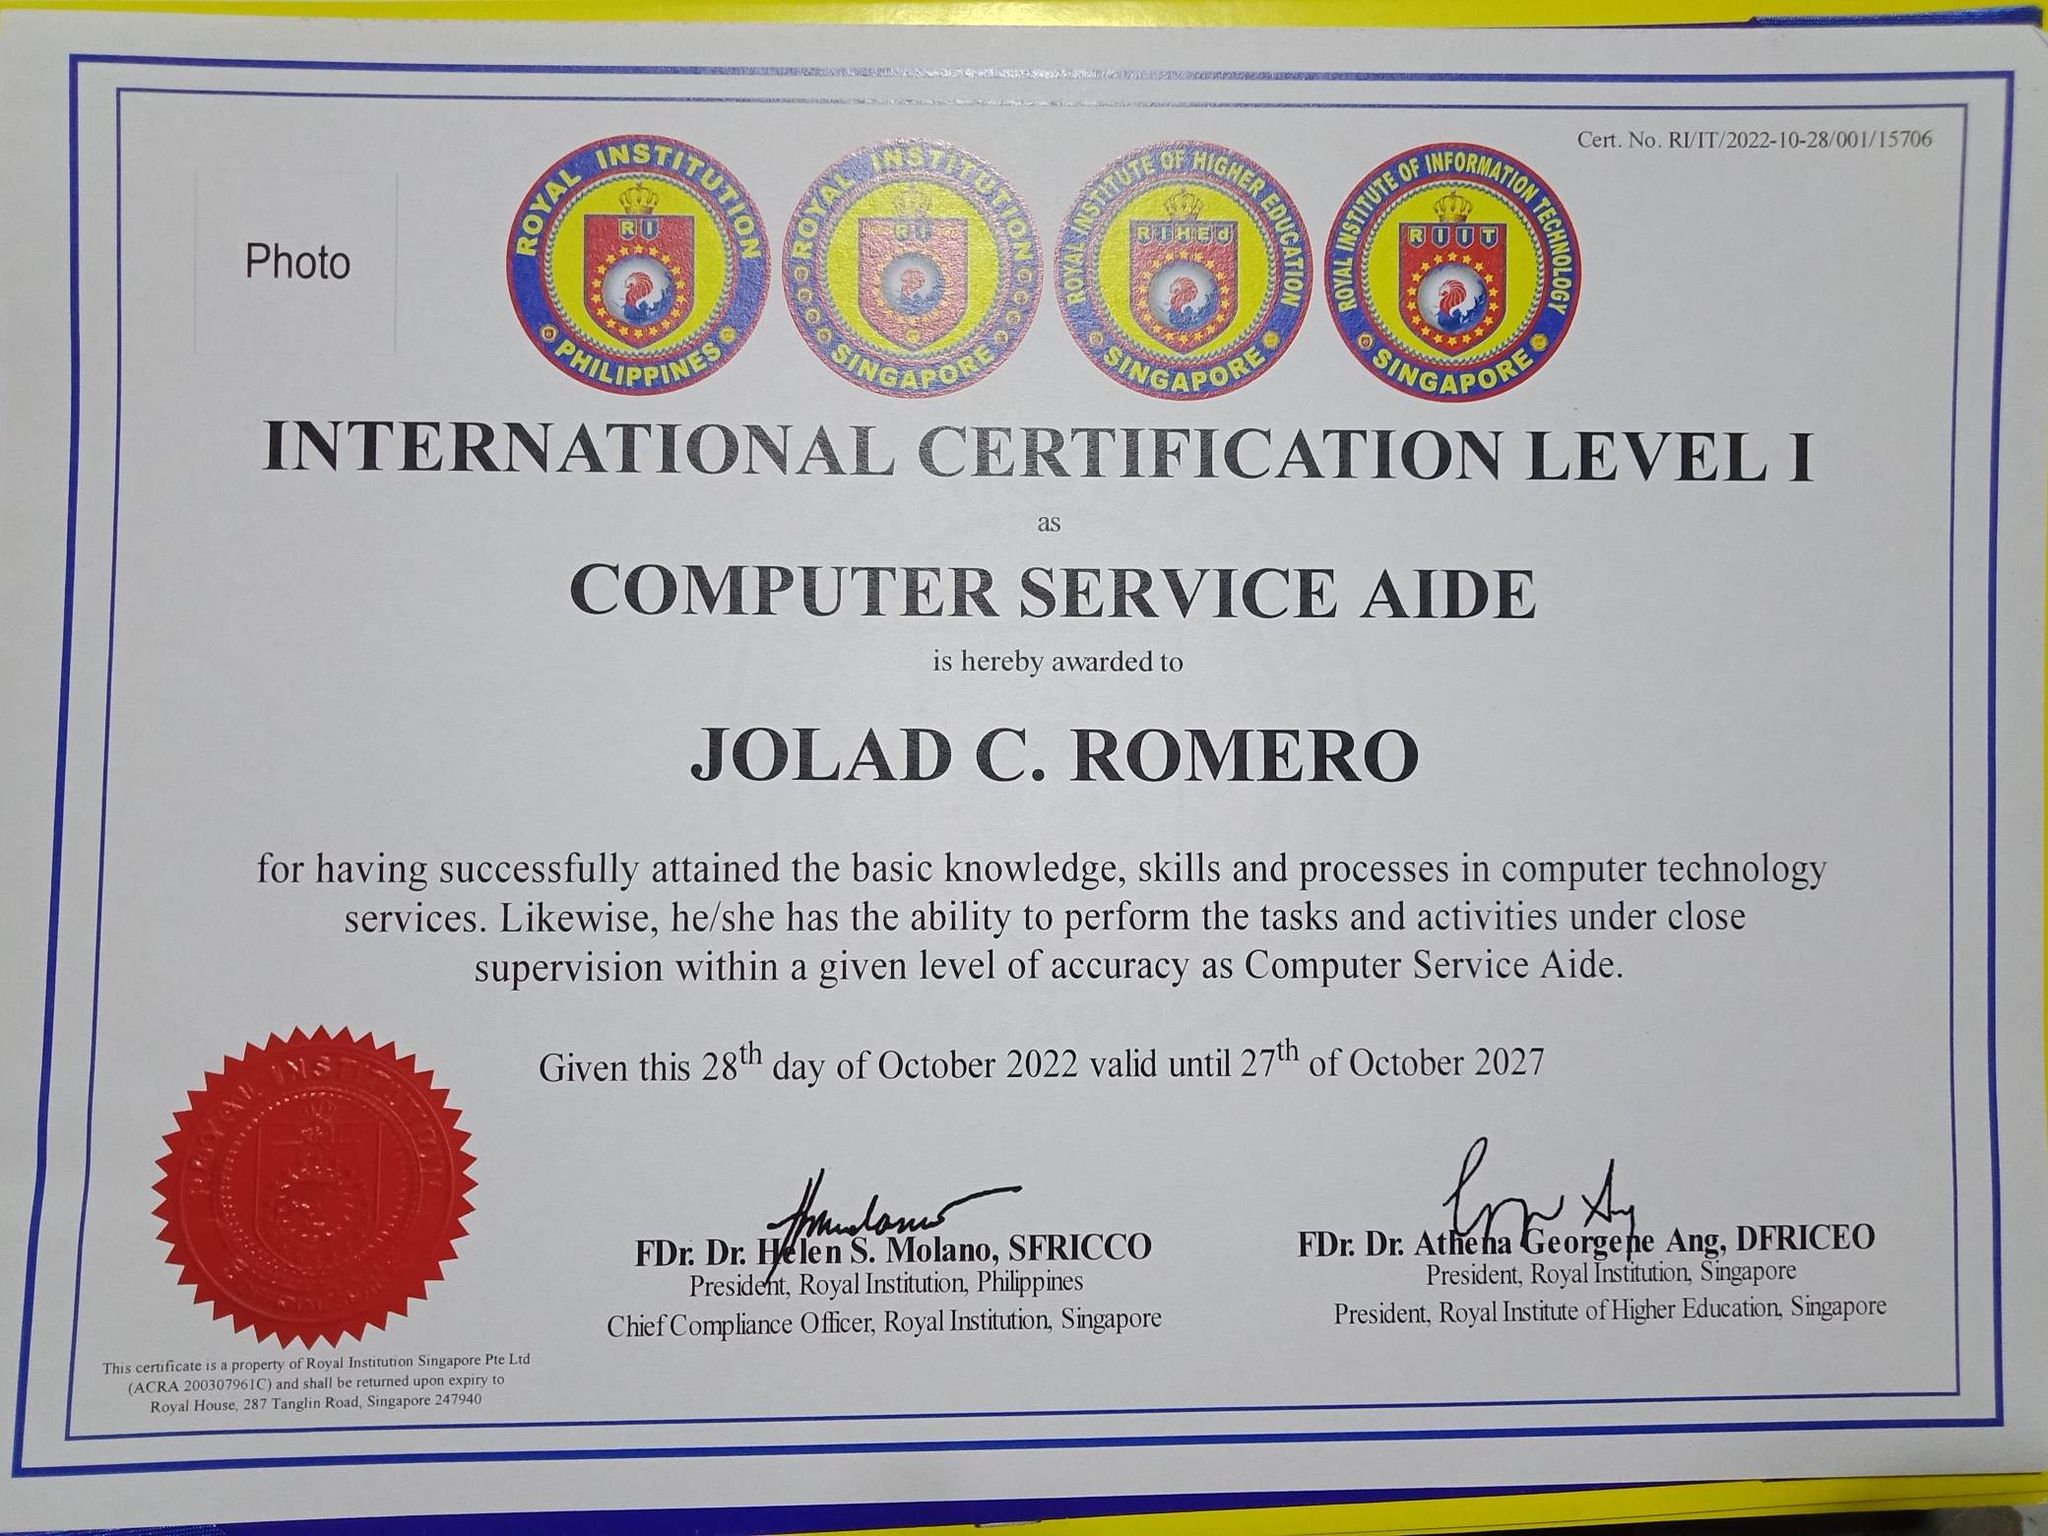 Cert. No. RI/IT/2022-10-28/001/15706
Photo
ROYAL INSTITUTION PHILIPPINES
RI
ROYAL INSTITUTION SINGAPORE
RI
ROYAL INSTITUTE OF HIGHER EDUCATION SINGAPORE
RIHEd
ROYAL INSTITUTE OF INFORMATION TECHNOLOGY SINGAPORE
RIIT
INTERNATIONAL CERTIFICATION LEVEL I
as
COMPUTER SERVICE AIDE
is hereby awarded to
JOLAD C. ROMERO
for having successfully attained the basic knowledge, skills and processes in computer technology
services. Likewise, he/she has the ability to perform the tasks and activities under close
supervision within a given level of accuracy as Computer Service Aide.
Given this 28th day of October 2022 valid until 27th of October 2027
ROYAL INSTITUTION
FDr. Dr. Helen S. Molano, SFRICCO
President, Royal Institution, Philippines
Chief Compliance Officer, Royal Institution, Singapore
FDr. Dr. Athena Georgene Ang, DFRICEO
President, Royal Institution, Singapore
President, Royal Institute of Higher Education, Singapore
This certificate is a property of Royal Institution Singapore Pte Ltd
(ACRA 200307961C) and shall be returned upon expiry to
Royal House, 287 Tanglin Road, Singapore 247940